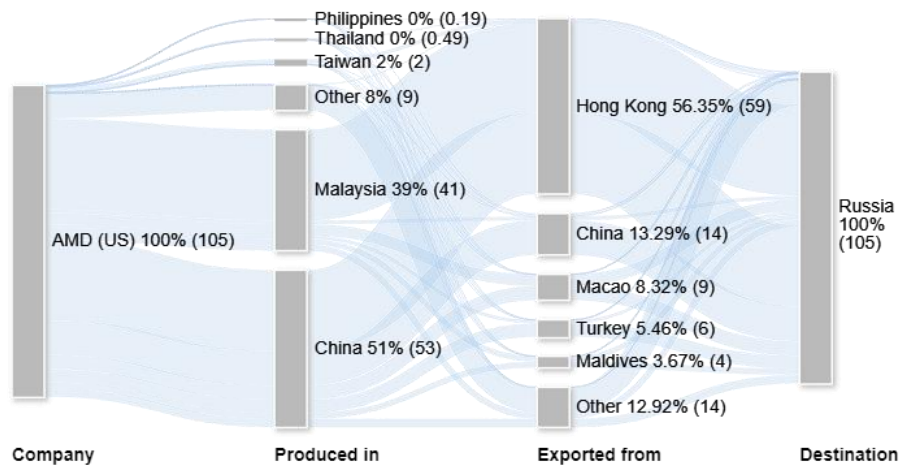 Philippines 0% (0.19)
Thailand 0% (0.49)
Taiwan 2% (2)
Other 8% (9)
Hong Kong 56.35% (59)
Malaysia 39% (41)
Russia
100%
(105)
AMD (US) 100% (105)
China 13.29% (14)
Macao 8.32% (9)
Turkey 5.46% (6)
China 51% (53)
Maldives 3.67% (4)
Other 12.92% (14)
Company
Produced in
Exported from
Destination